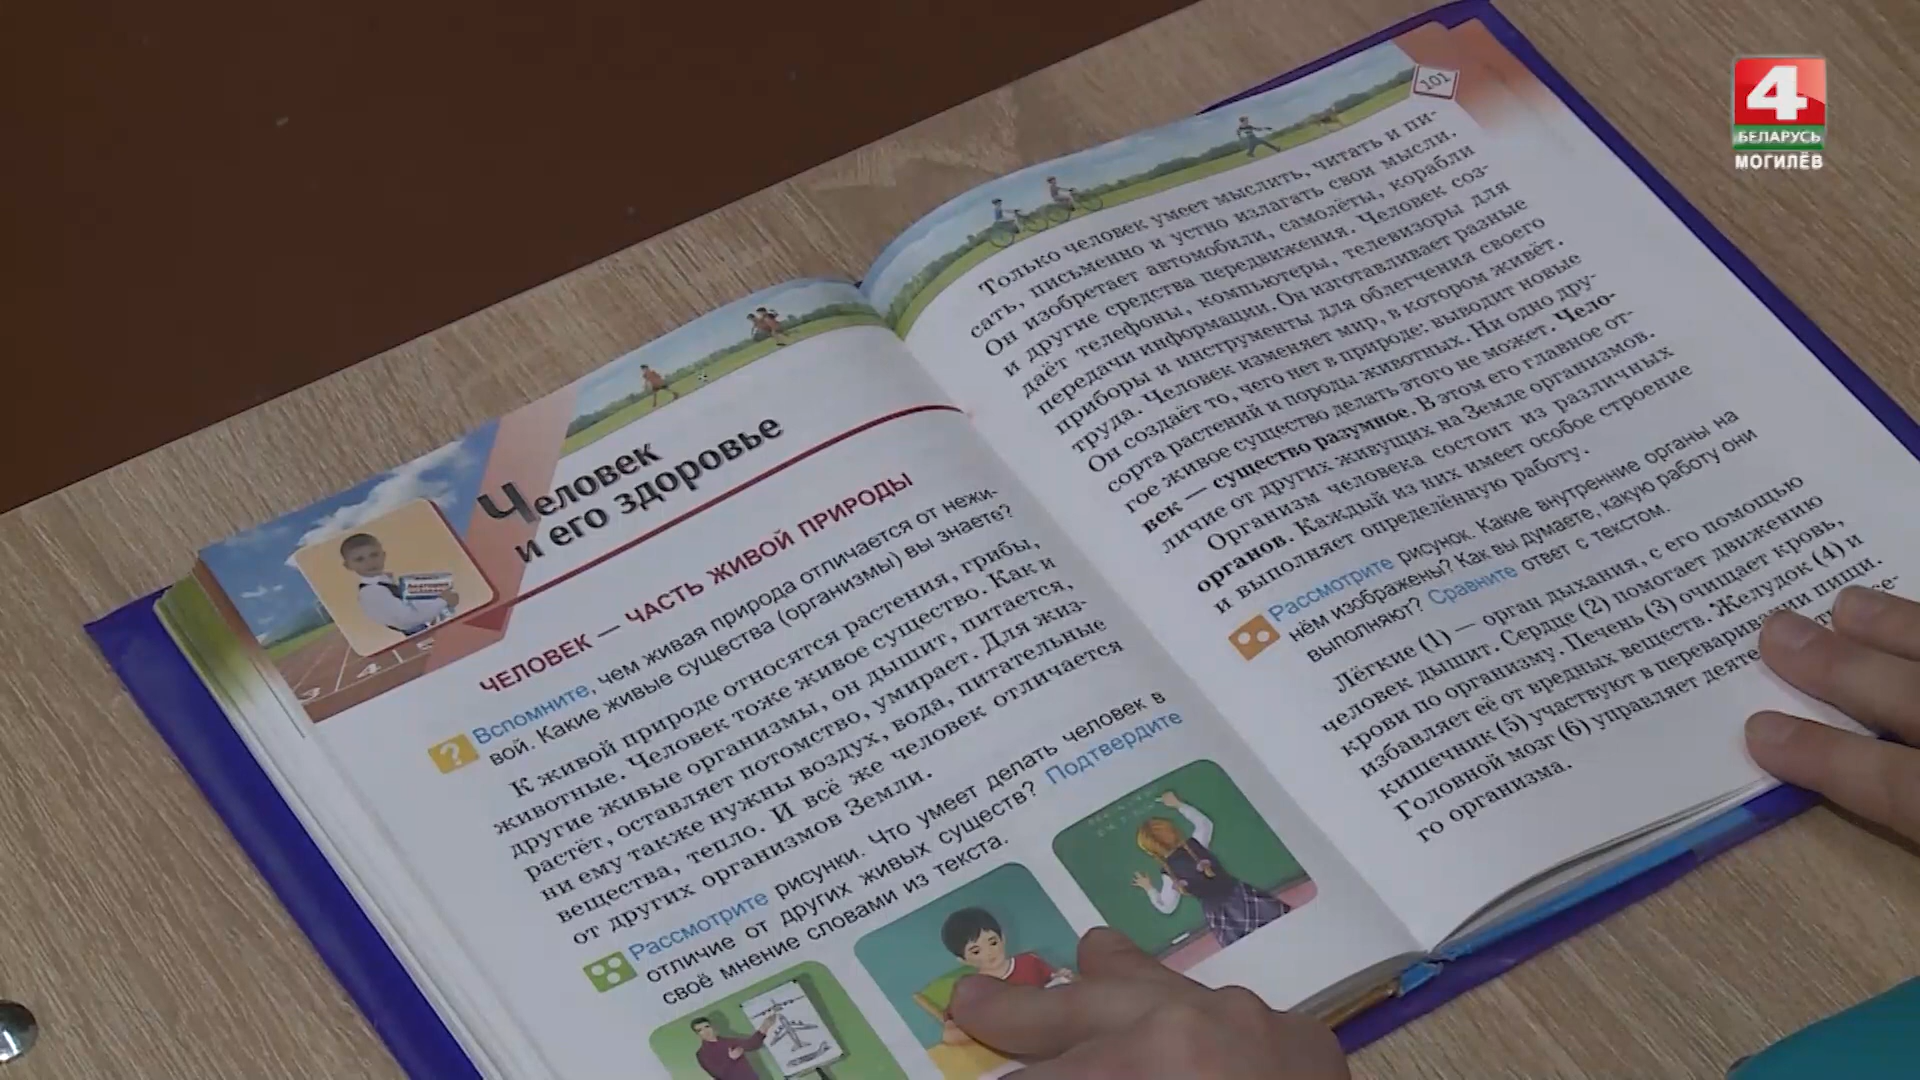 Человек
и его здоровье
ЧЕЛОВЕК — ЧАСТЬ ЖИВОЙ ПРИРОДЫ
Вспомните, чем живая природа отличается от нежи-
вой. Какие живые существа (организмы) вы знаете?
К живой природе относятся растения, грибы,
животные. Человек тоже живое существо. Как и
другие живые организмы, он дышит, питается,
растёт, оставляет потомство, умирает. Для жиз-
ни ему также нужны воздух, вода, питательные
вещества, тепло. И всё же человек отличается
от других организмов Земли.
Рассмотрите рисунки. Что умеет делать человек в
отличие от других живых существ? Подтвердите
своё мнение словами из текста.
101
Только человек умеет мыслить, читать и пи-
сать, письменно и устно излагать свои мысли.
Он изобретает автомобили, самолёты, корабли
и другие средства передвижения. Человек соз-
даёт телефоны, компьютеры, телевизоры для
передачи информации. Он изготавливает разные
приборы и инструменты для облегчения своего
труда. Человек изменяет мир, в котором живёт.
Он создаёт то, чего нет в природе: выводит новые
сорта растений и породы животных. Ни одно дру-
гое живое существо делать этого не может. Чело-
век — существо разумное. В этом его главное от-
личие от других живущих на Земле организмов.
Организм человека состоит из различных
органов. Каждый из них имеет особое строение
и выполняет определённую работу.
Рассмотрите рисунок. Какие внутренние органы на
нём изображены? Как вы думаете, какую работу они
выполняют? Сравните ответ с текстом.
Лёгкие (1) — орган дыхания, с его помощью
человек дышит. Сердце (2) помогает движению
крови по организму. Печень (3) очищает кровь,
избавляет её от вредных веществ. Желудок (4) и
кишечник (5) участвуют в переваривании пищи.
Головной мозг (6) управляет
го организма.
4
БЕЛАРУСЬ
МОГИЛЁВ